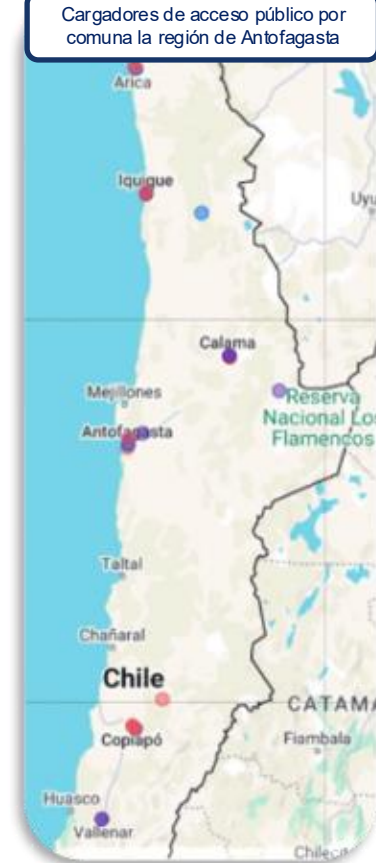 Cargadores de acceso público por
comuna la región de Antofagasta
Arica
Iquique
Uyu
Calama
Mejillones
Reserva
Nacional Los
Flamencos
Antofagasta
Taltal
Chañaral
Chile
CATAMA
Copiapó
Fiambala
Huasco
Vallenar
Chilec